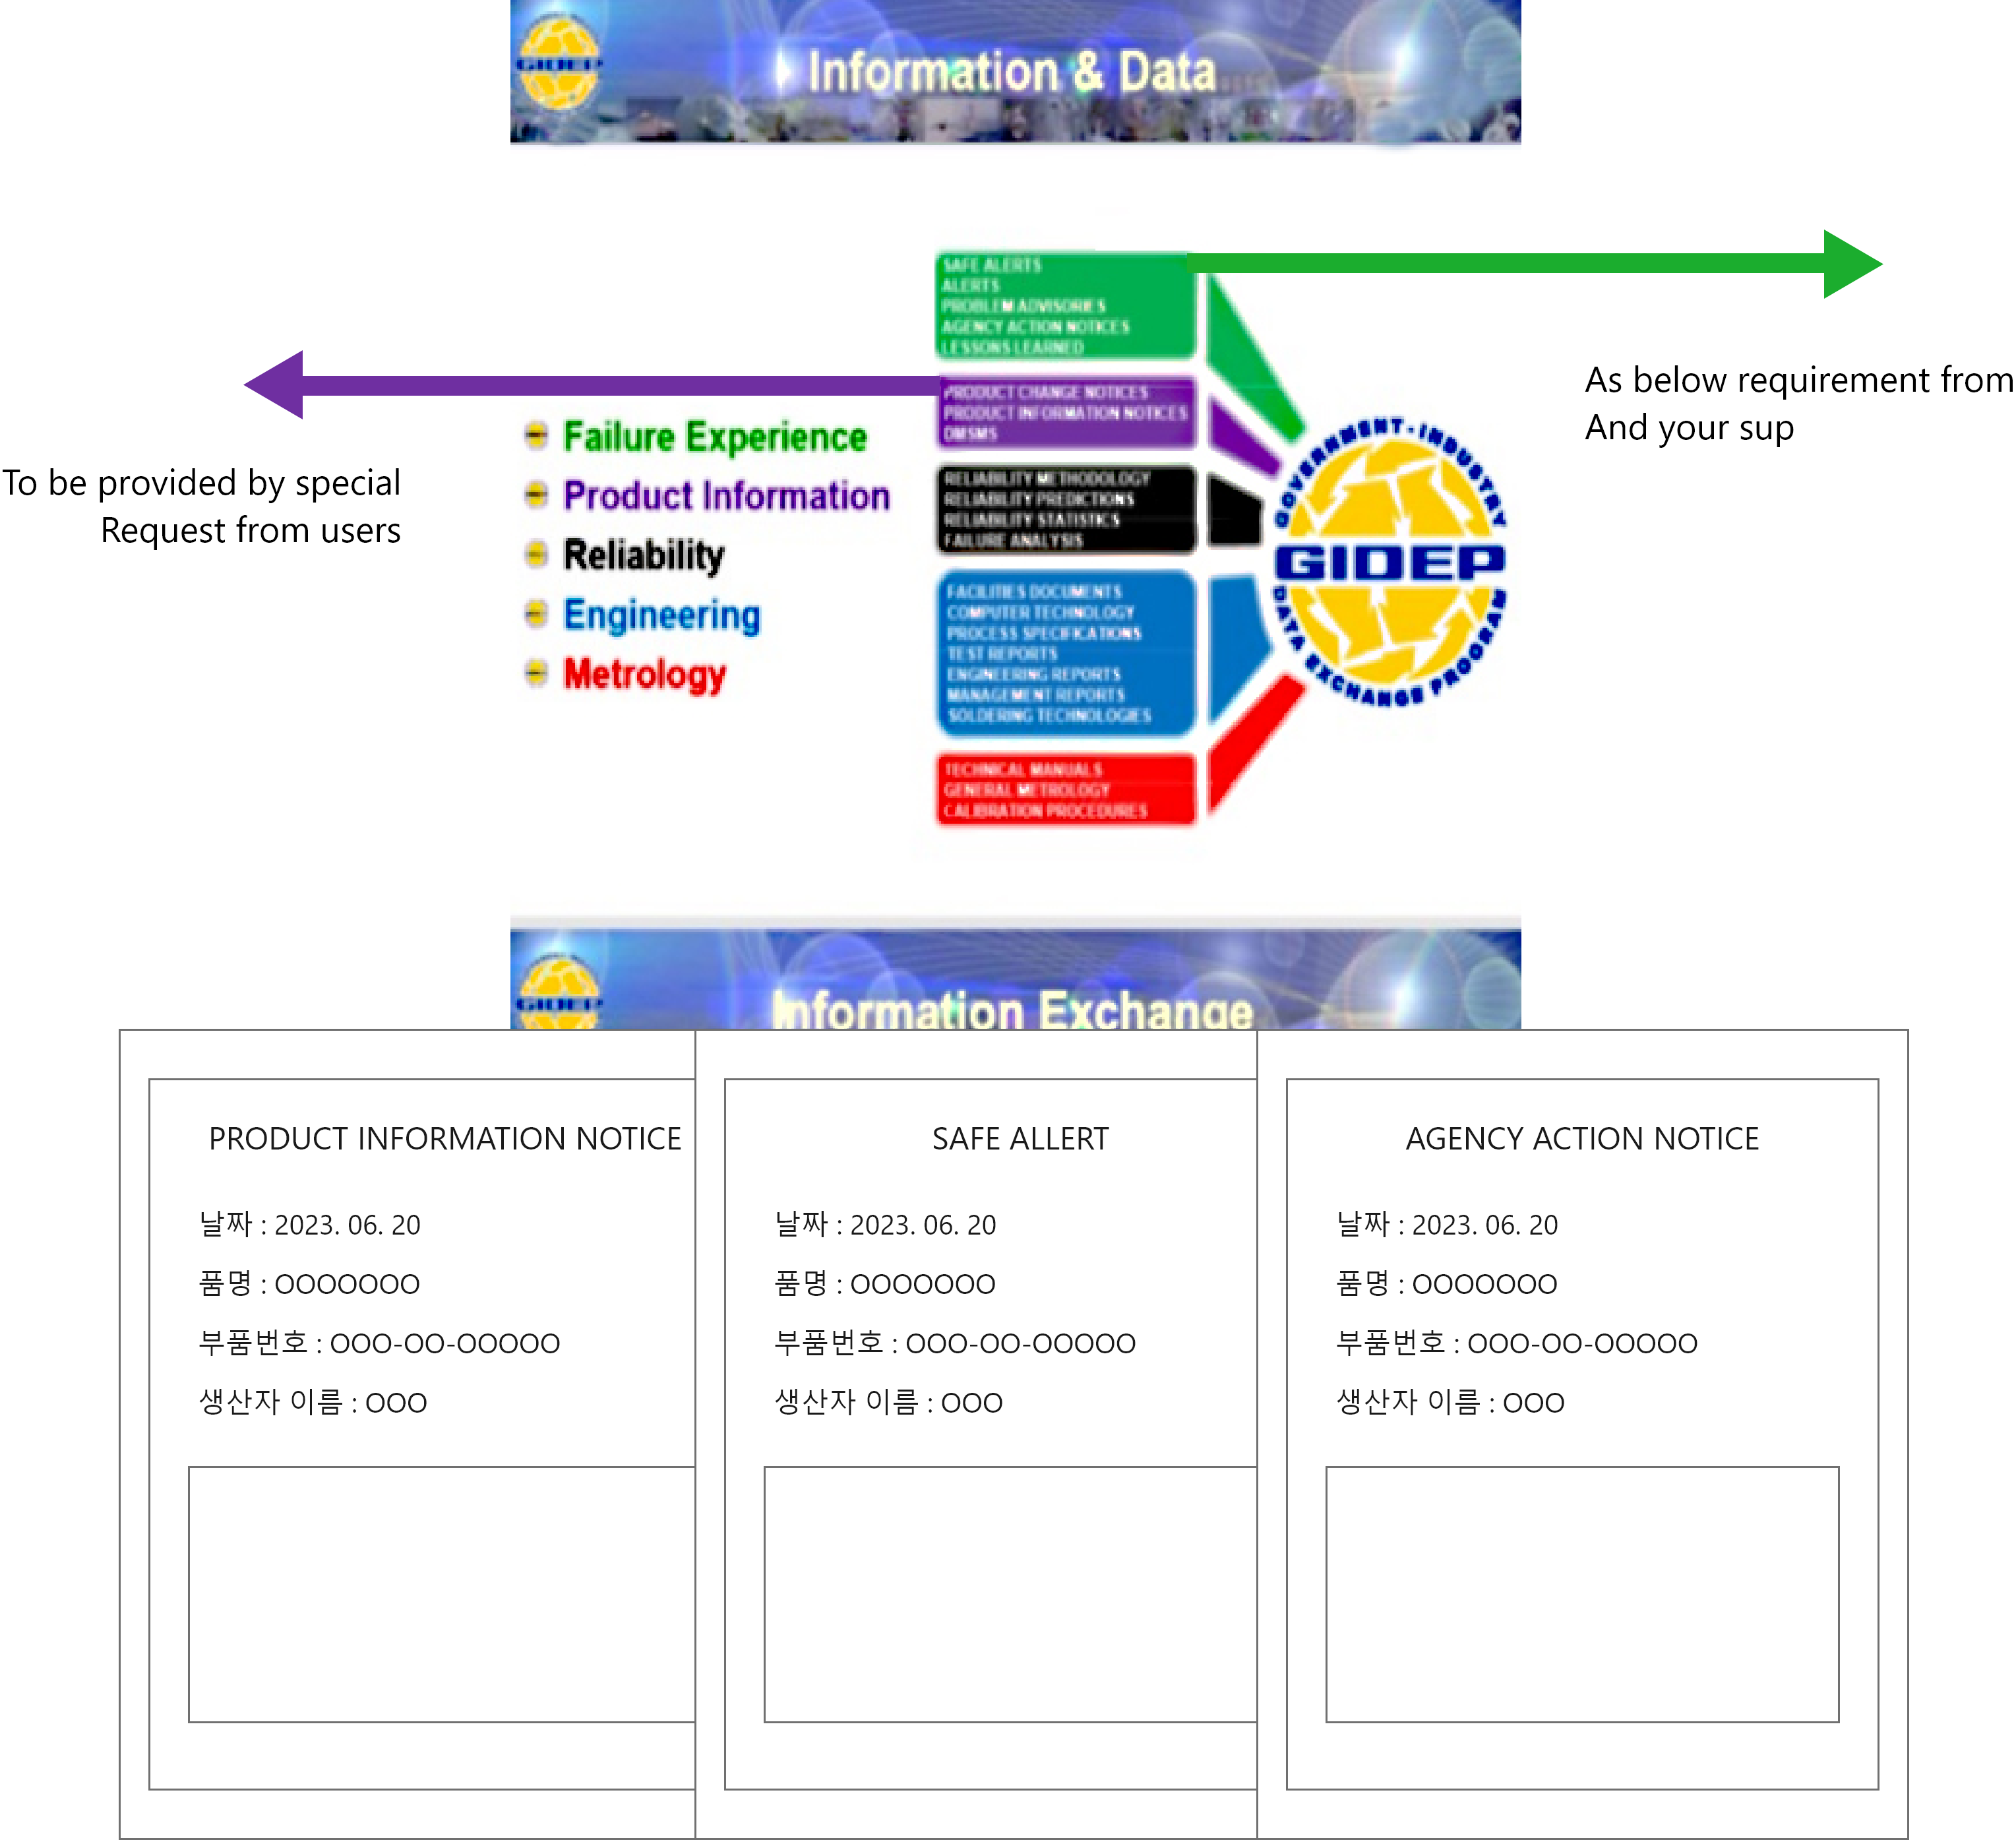 GIDEP
Information & Data
SAFE ALERTS
ALERTS
PROBLEM ADVISORIES
AGENCY ACTION NOTICES
LESSONS LEARNED
PRODUCT CHANGE NOTICES
PRODUCT INFORMATION NOTICES
DMSMS
RELIABILITY METHODOLOGY
RELIABILITY PREDICTIONS
RELIABILITY STATISTICS
FAILURE ANALYSIS
FACILITIES DOCUMENTS
COMPUTER TECHNOLOGY
PROCESS SPECIFICATIONS
TEST REPORTS
ENGINEERING REPORTS
MANAGEMENT REPORTS
SOLDERING TECHNOLOGIES
TECHNICAL MANUALS
GENERAL METROLOGY
CALIBRATION PROCEDURES
GOVERNMENT-INDUSTRY
GIDEP
DATA EXCHANGE PROGRAM
As below requirement from
And your sup
Failure Experience
Product Information
Reliability
Engineering
Metrology
To be provided by special
Request from users
GIDEP
Information Exchange
PRODUCT INFORMATION NOTICE
날짜 : 2023. 06. 20
품명 : OOOOOOO
부품번호 : OOO-OO-OOOOO
생산자 이름 : OOO
SAFE ALLERT
날짜 : 2023. 06. 20
품명 : OOOOOOO
부품번호 : OOO-OO-OOOOO
생산자 이름 : OOO
AGENCY ACTION NOTICE
날짜 : 2023. 06. 20
품명 : OOOOOOO
부품번호 : OOO-OO-OOOOO
생산자 이름 : OOO